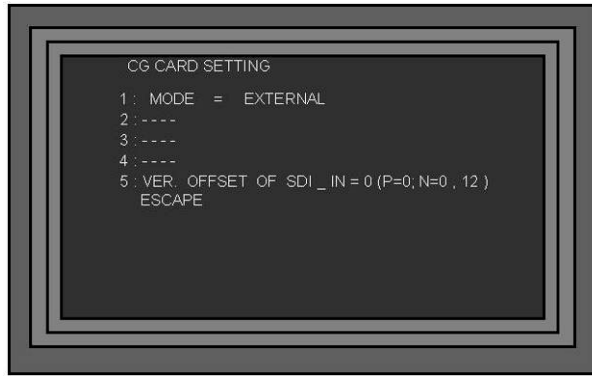 CG CARD SETTING
1 : MODE = EXTERNAL
2 : - - - -
3 : - - - -
4 : - - - -
5 : VER. OFFSET OF SDI _ IN = 0 (P=0; N=0 , 12 )
ESCAPE